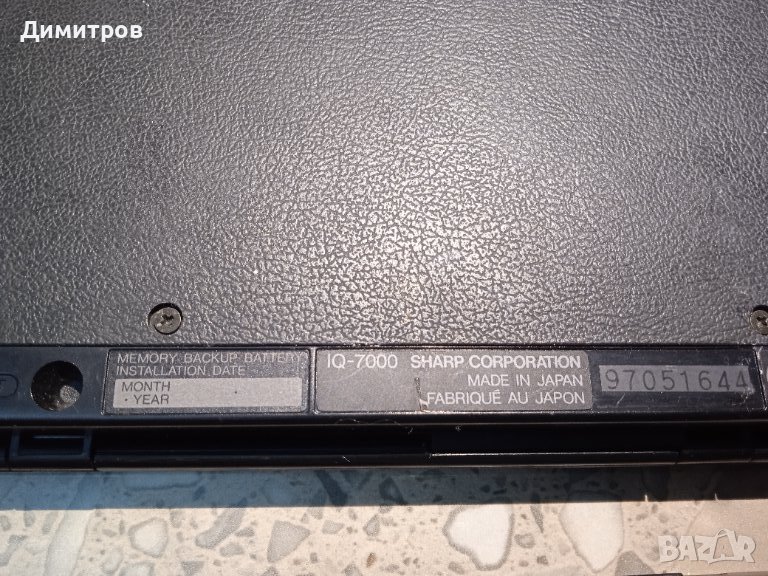 Димитров
MEMORY BACKUP BATTERY
INSTALLATION DATE
MONTH
· YEAR
IQ-7000 SHARP CORPORATION
MADE IN JAPAN
FABRIQUÉ AU JAPON
97051644
BAZAR